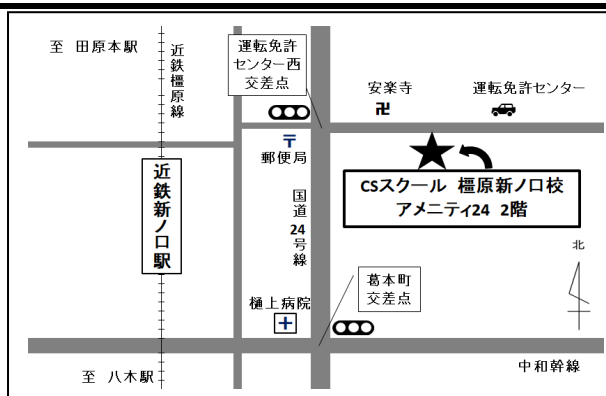 至 田原本駅
近鉄橿原線
運転免許
センター西
交差点
安楽寺
卍
運転免許センター
〒
郵便局
CSスクール 橿原新ノ口校
アメニティ24 2階
近鉄新ノ口駅
国道24号線
北
葛本町
交差点
樋上病院
中和幹線
至 八木駅